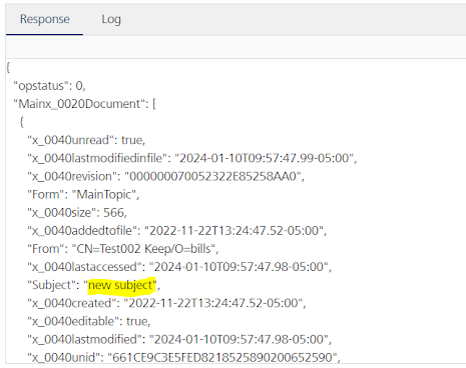 Response Log
{
"opstatus": 0,
"Mainx_0020Document": [
{
"x_0040unread": true,
"x_0040lastmodifiedinfile": "2024-01-10T09:57:47.99-05:00",
"x_0040revision": "000000070052322E85258AA0",
"Form": "MainTopic",
"x_0040size": 566,
"x_0040addedtofile": "2022-11-22T13:24:47.52-05:00",
"From": "CN=Test002 Keep/O=bills",
"x_0040lastaccessed": "2024-01-10T09:57:47.98-05:00",
"Subject": "new subject",
"x_0040created": "2022-11-22T13:24:47.52-05:00",
"x_0040editable": true,
"x_0040lastmodified": "2024-01-10T09:57:47.98-05:00",
"x_0040unid": "661CE9C3E5FED8218525890200652590",